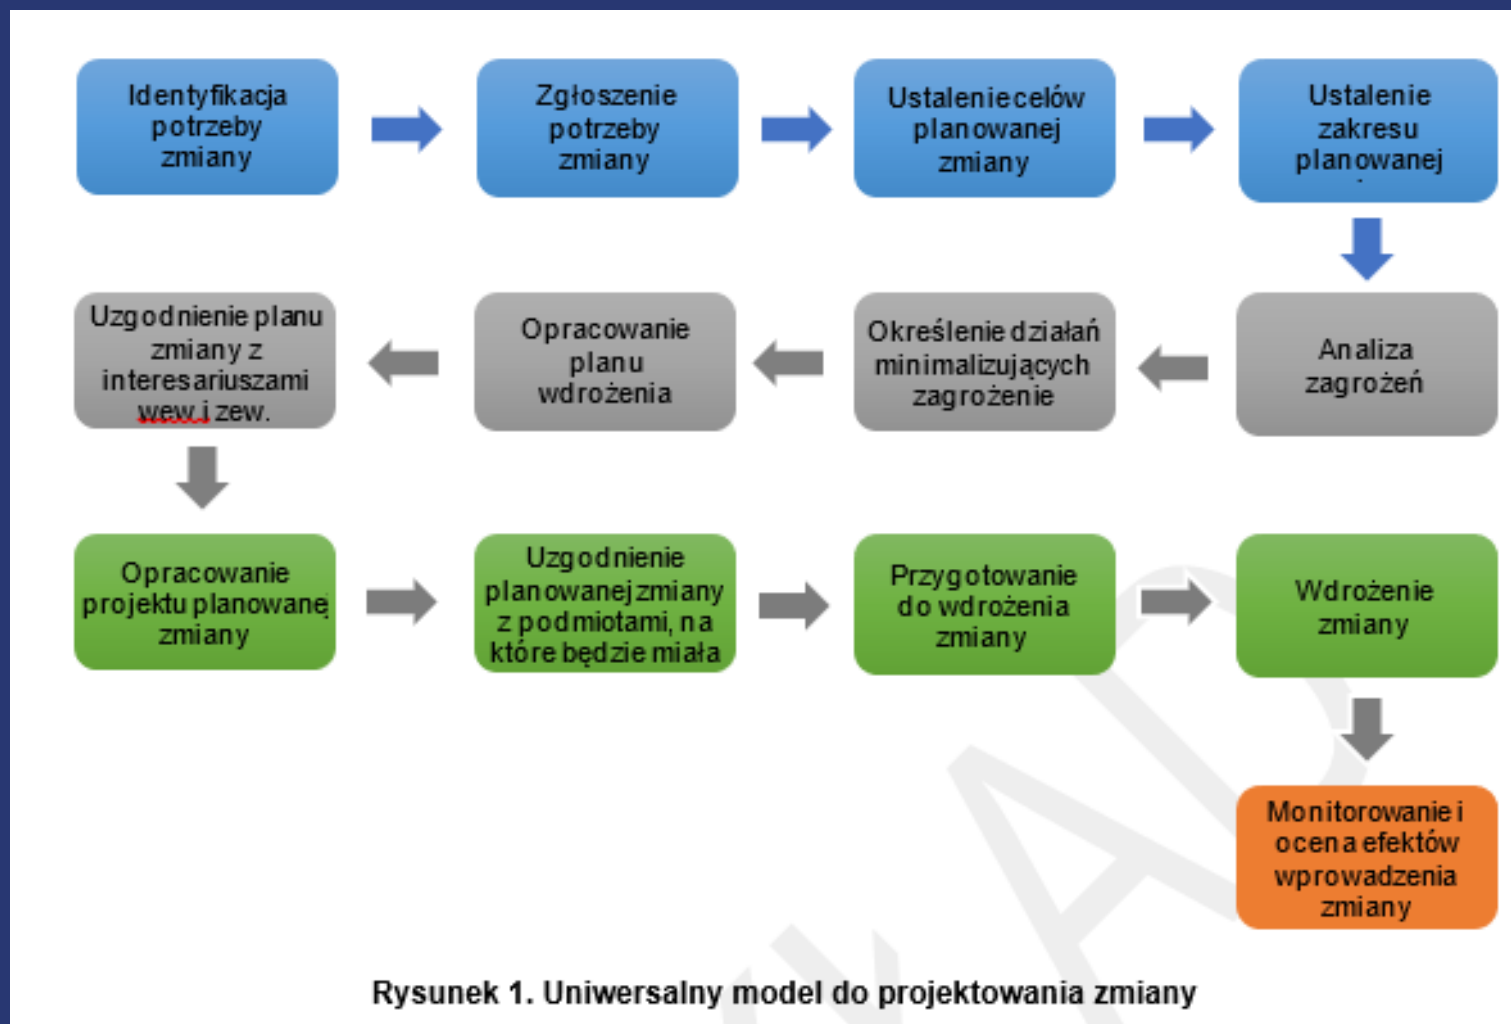 Identyfikacja
potrzeby
zmiany
Zgłoszenie
potrzeby
zmiany
Ustalenie celów
planowanej
zmiany
Ustalenie
zakresu
planowanej
Analiza
zagrożeń
Określenie działań
minimalizujących
zagrożenie
Opracowanie
planu
wdrożenia
Uzgodnienie planu
zmiany z
interesariuszami
wew. i zew.
Opracowanie
projektu planowanej
zmiany
Uzgodnienie
planowanej zmiany
z podmiotami, na
które będzie miała
Przygotowanie
do wdrożenia
zmiany
Wdrożenie
zmiany
Monitorowanie i
ocena efektów
wprowadzenia
zmiany
Rysunek 1. Uniwersalny model do projektowania zmiany